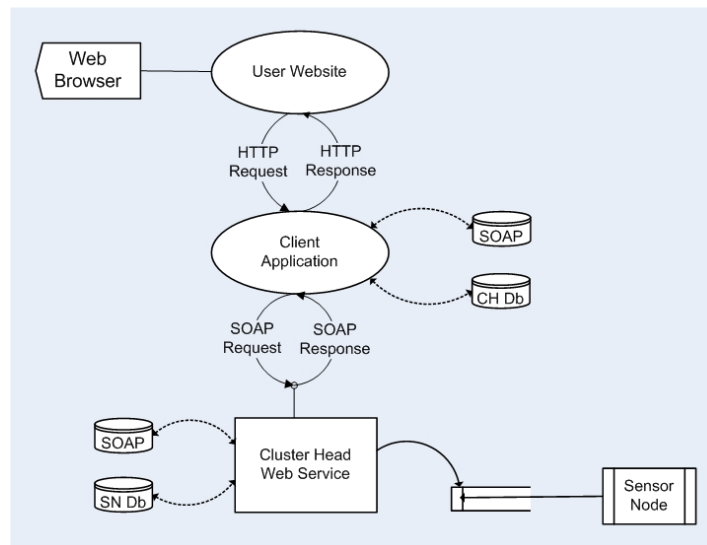 Web
Browser
User Website
HTTP
Request
HTTP
Response
Client
Application
SOAP
CH Db
SOAP
Request
SOAP
Response
SOAP
SN Db
Cluster Head
Web Service
Sensor
Node